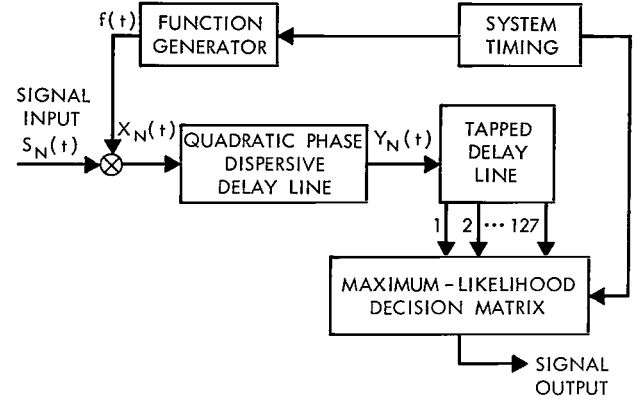 f(t)
FUNCTION
GENERATOR
SYSTEM
TIMING
SIGNAL
INPUT
S_N(t)
X_N(t)
QUADRATIC PHASE
DISPERSIVE
DELAY LINE
Y_N(t)
TAPPED
DELAY
LINE
1 2 ••• 127
MAXIMUM-LIKELIHOOD
DECISION MATRIX
SIGNAL
OUTPUT